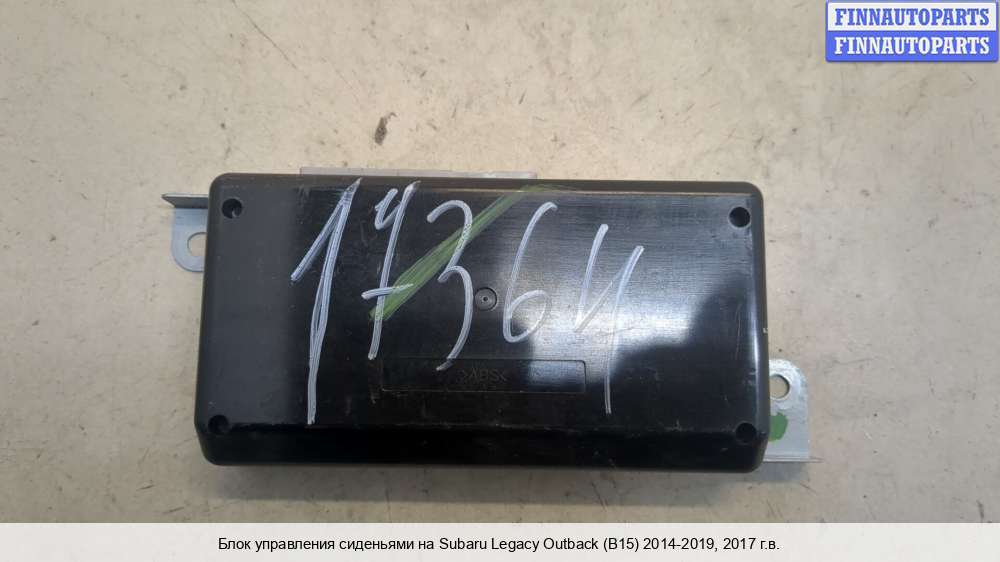 FINNAUTOPARTS
FINNAUTOPARTS
17364
>ABS<
Блок управления сиденьями на Subaru Legacy Outback (B15) 2014-2019, 2017 г.в.